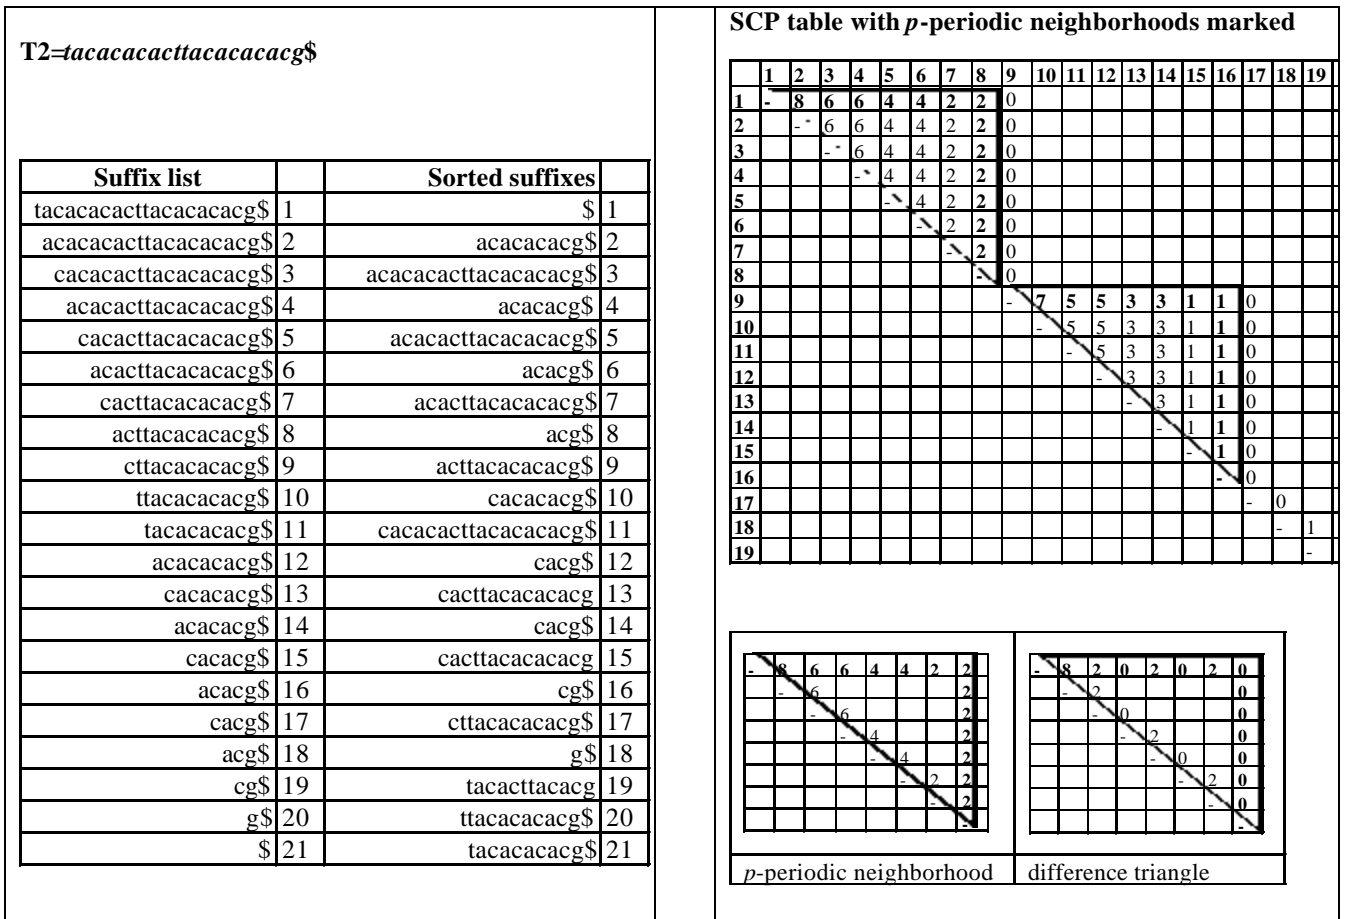 T2=tacacacacttacacacacg$
Suffix list Sorted suffixes
tacacacacttacacacacg$ 1 $ 1
acacacacttacacacacg$ 2 acacacacg$ 2
cacacacttacacacacg$ 3 acacacacttacacacacg$ 3
acacacttacacacacg$ 4 acacacg$ 4
cacacttacacacacg$ 5 acacacttacacacacg$ 5
acacttacacacacg$ 6 acacg$ 6
cacttacacacacg$ 7 acacttacacacacg$ 7
acttacacacacg$ 8 acg$ 8
cttacacacacg$ 9 acttacacacacg$ 9
ttacacacacg$ 10 cacacacg$ 10
tacacacacg$ 11 cacacacttacacacacg$ 11
acacacacg$ 12 cacg$ 12
cacacacg$ 13 cacttacacacacg 13
acacacg$ 14 cacg$ 14
cacacg$ 15 cacttacacacacg 15
acacg$ 16 cg$ 16
cacg$ 17 cttacacacacg$ 17
acg$ 18 g$ 18
cg$ 19 tacacttacacg 19
g$ 20 ttacacacacg$ 20
$ 21 tacacacacg$ 21
SCP table with p-periodic neighborhoods marked
1 2 3 4 5 6 7 8 9 10 11 12 13 14 15 16 17 18 19
1 - 8 6 6 4 4 2 2 0
2 - 6 6 4 4 2 2 0
3 - 6 4 4 2 2 0
4 - 4 4 2 2 0
5 - 4 2 2 0
6 - 2 2 0
7 - 2 0
8 - 0
9 - 7 5 5 3 3 1 1 0
10 - 5 5 3 3 1 1 0
11 - 5 3 3 1 1 0
12 - 3 3 1 1 0
13 - 3 1 1 0
14 - 1 1 0
15 - 1 0
16 - 0
17 - 0
18 - 1
19 -
- 8 6 6 4 4 2 2
- 6 2
- 6 2
- 4 2
- 4 2
- 2 2
- 2
-
p-periodic neighborhood
- 8 2 0 2 0 2 0
- 2 0
- 0 0
- 2 0
- 0 0
- 2 0
- 0
-
difference triangle